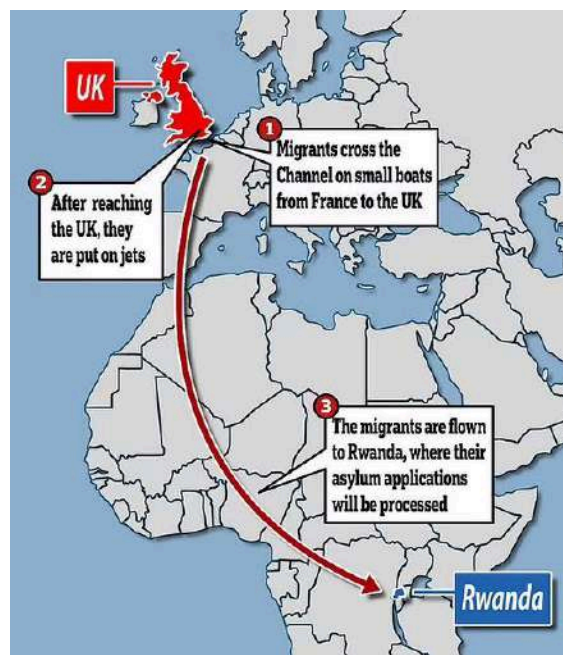 UK
1
Migrants cross the
Channel on small boats
from France to the UK
2
After reaching
the UK, they
are put on jets
3
The migrants are flown
to Rwanda, where their
asylum applications
will be processed
Rwanda